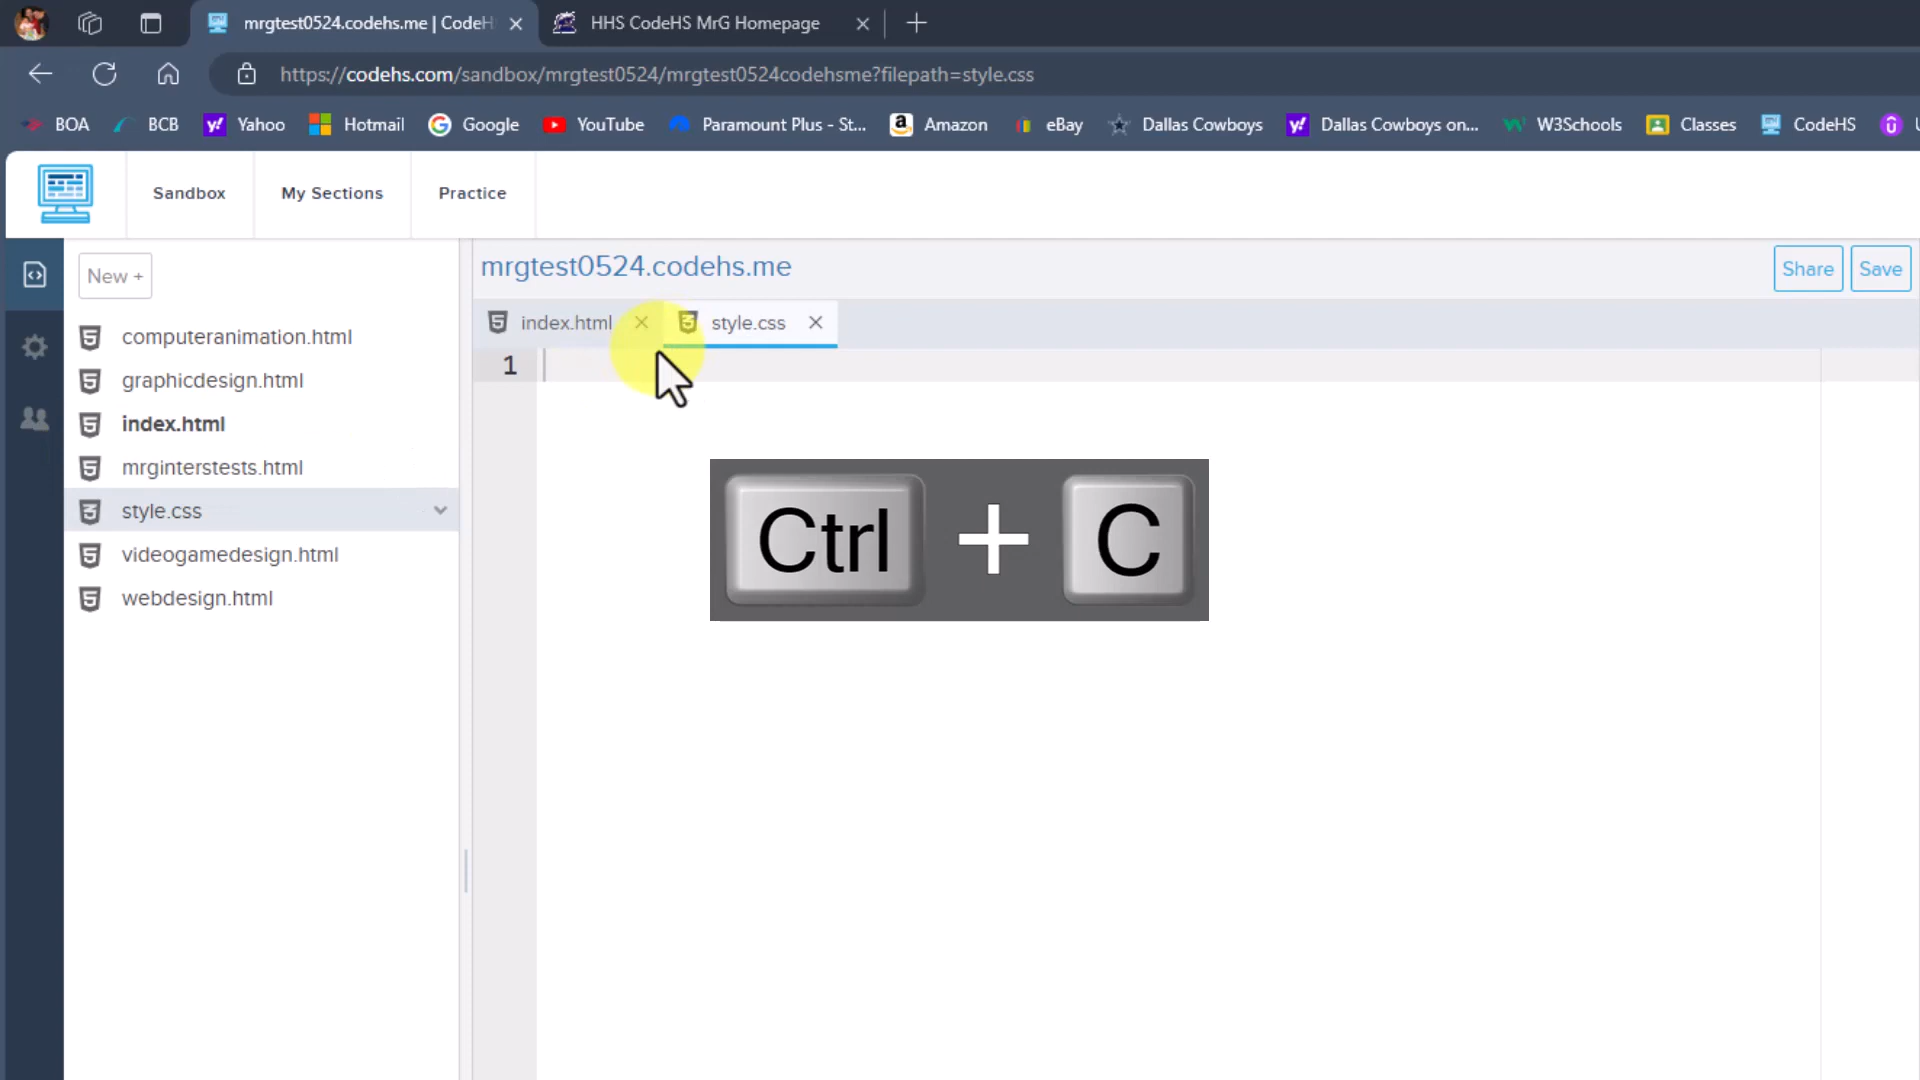 mrgtest0524.codehs.me | CodeH
HHS CodeHS MrG Homepage
https://codehs.com/sandbox/mrgtest0524/mrgtest0524codehsme?filepath=style.css
BOA BCB Yahoo Hotmail Google YouTube Paramount Plus - St... Amazon eBay Dallas Cowboys Dallas Cowboys on... W3Schools Classes CodeHS
Sandbox My Sections Practice
New +
computeranimation.html
graphicdesign.html
index.html
mrginterstests.html
style.css
videogamedesign.html
webdesign.html
mrgtest0524.codehs.me
Share Save
index.html style.css
1
Ctrl + C